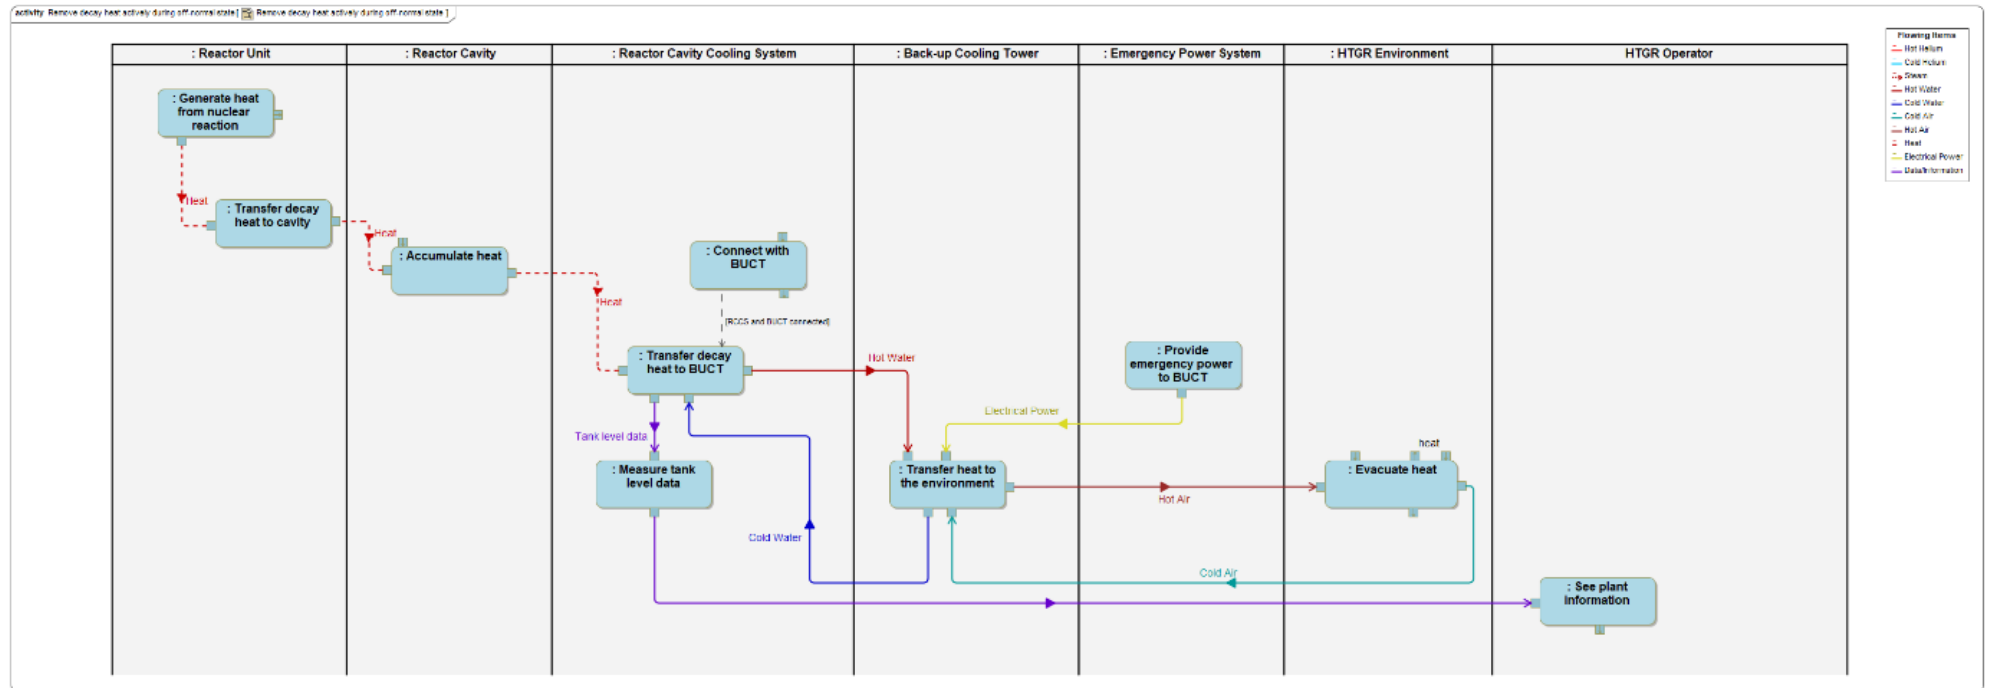 activity Remove decay heat actively during off-normal state [ Remove decay heat actively during off-normal state ]
: Reactor Unit
: Reactor Cavity
: Reactor Cavity Cooling System
: Back-up Cooling Tower
: Emergency Power System
: HTGR Environment
HTGR Operator
Flowing Items
Hot Helium
Cold Helium
Steam
Hot Water
Cold Water
Cold Air
Hot Air
Heat
Electrical Power
Data/Information
: Generate heat
from nuclear
reaction
Heat
: Transfer decay
heat to cavity
Heat
: Accumulate heat
Heat
: Connect with
BUCT
[RCCS and BUCT connected]
: Transfer decay
heat to BUCT
Hot Water
: Provide
emergency power
to BUCT
Electrical Power
Tank level data
: Measure tank
level data
: Transfer heat to
the environment
heat
: Evacuate heat
Hot Air
Cold Water
Cold Air
: See plant
information